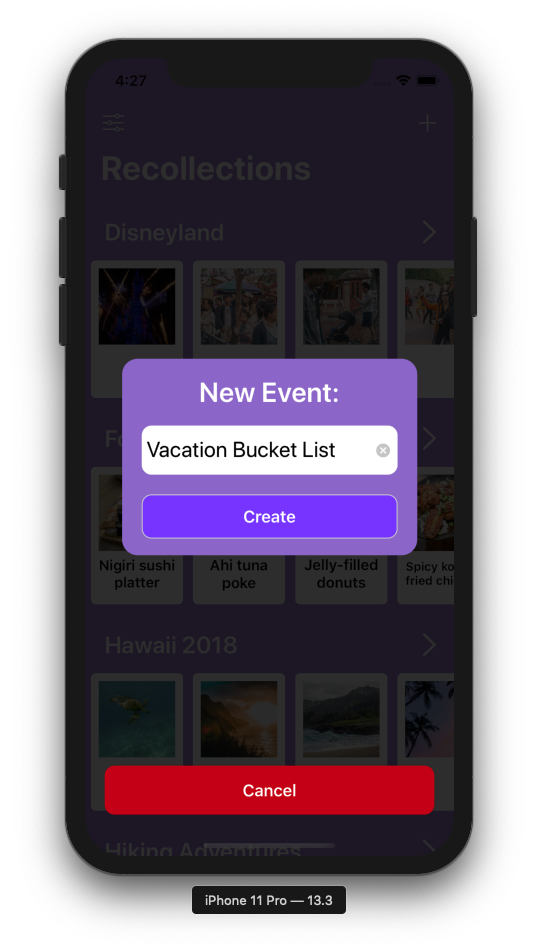 4:27
Recollections
Disneyland
New Event:
Vacation Bucket List
Create
Nigiri sushi
platter
Ahi tuna
poke
Jelly-filled
donuts
Spicy ko
fried chi
Hawaii 2018
Cancel
Hiking Adventures
iPhone 11 Pro — 13.3